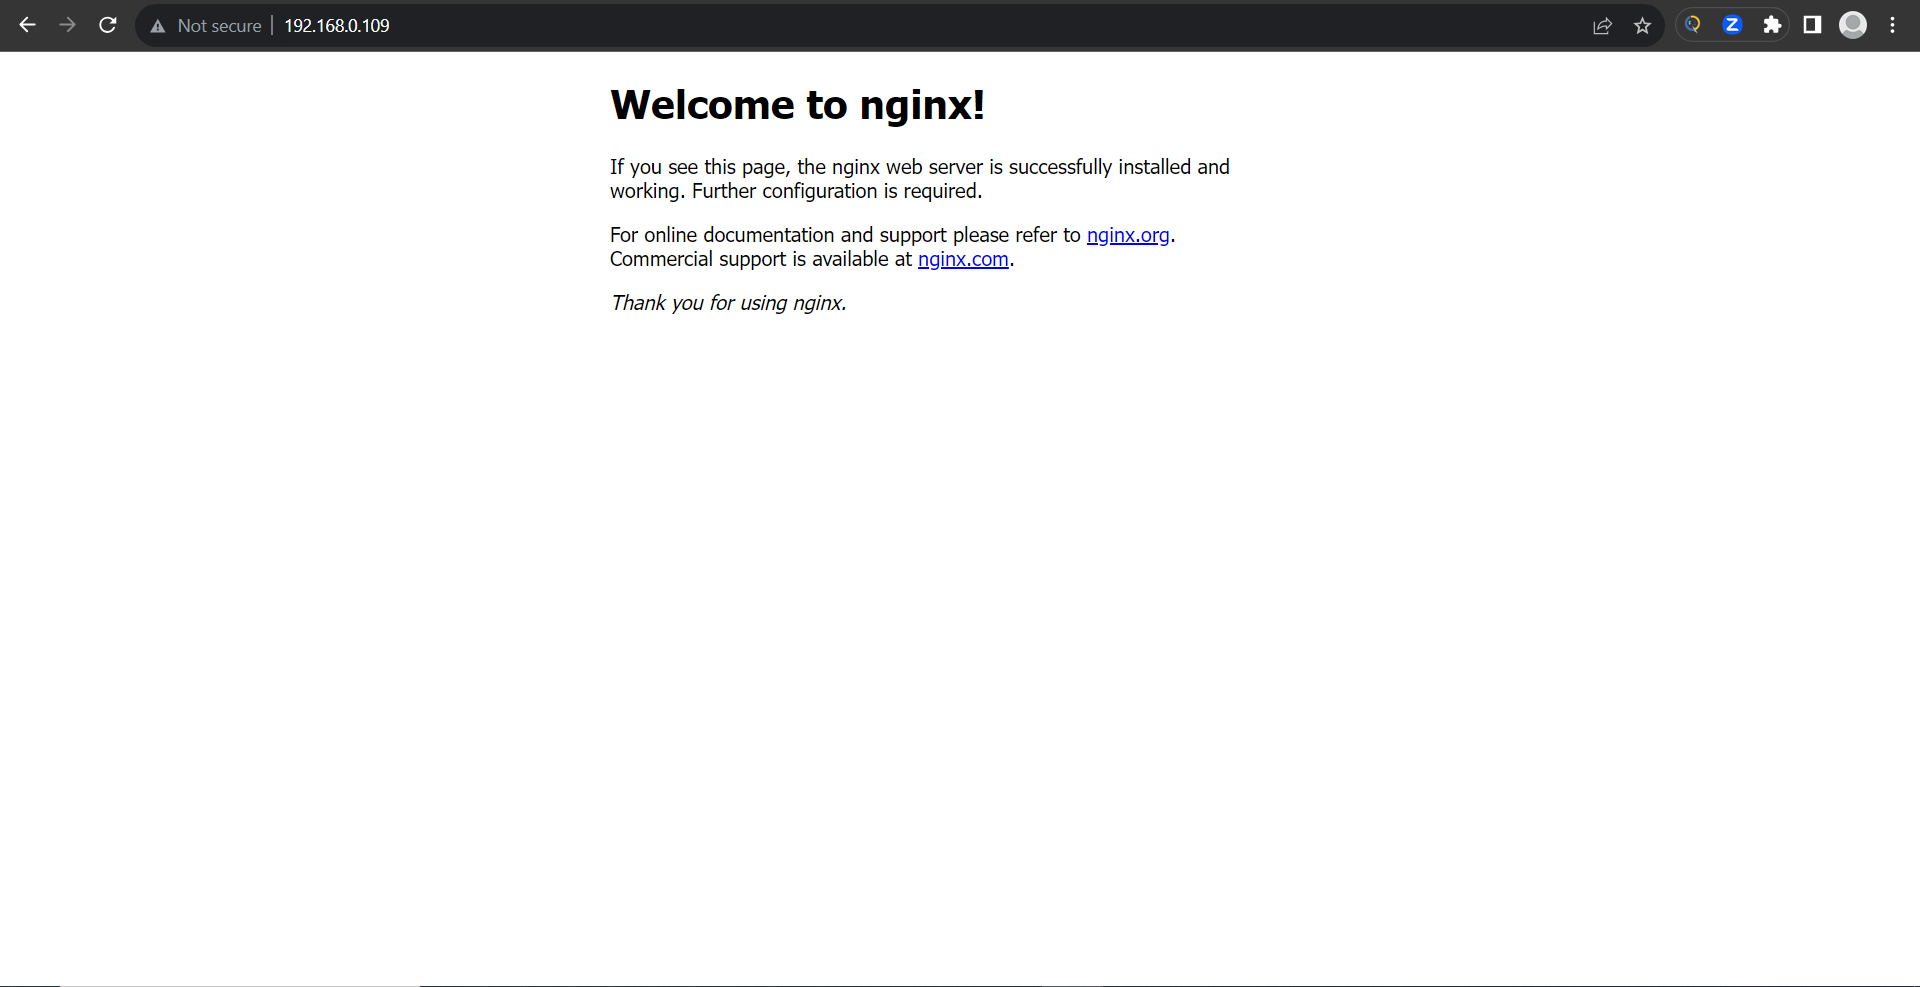 Not secure
192.168.0.109
Z
Welcome to nginx!
If you see this page, the nginx web server is successfully installed and
working. Further configuration is required.
For online documentation and support please refer to nginx.org.
Commercial support is available at nginx.com.
Thank you for using nginx.